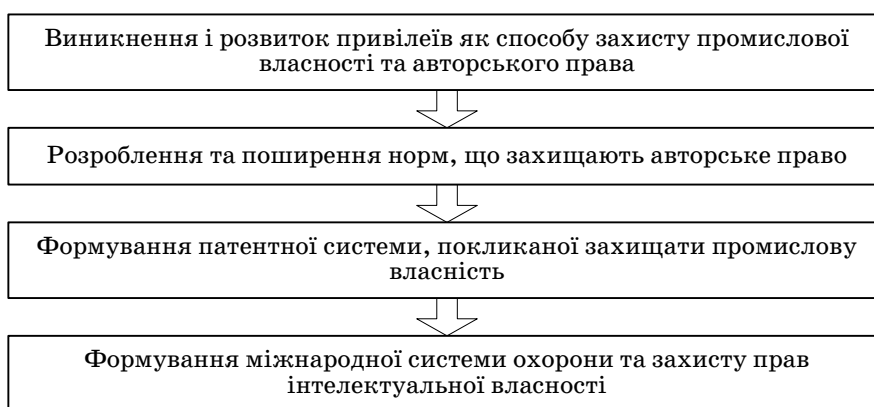 Виникнення і розвиток привілеїв як способу захисту промислової
власності та авторського права
Розроблення та поширення норм, що захищають авторське право
Формування патентної системи, покликаної захищати промислову
власність
Формування міжнародної системи охорони та захисту прав
інтелектуальної власності